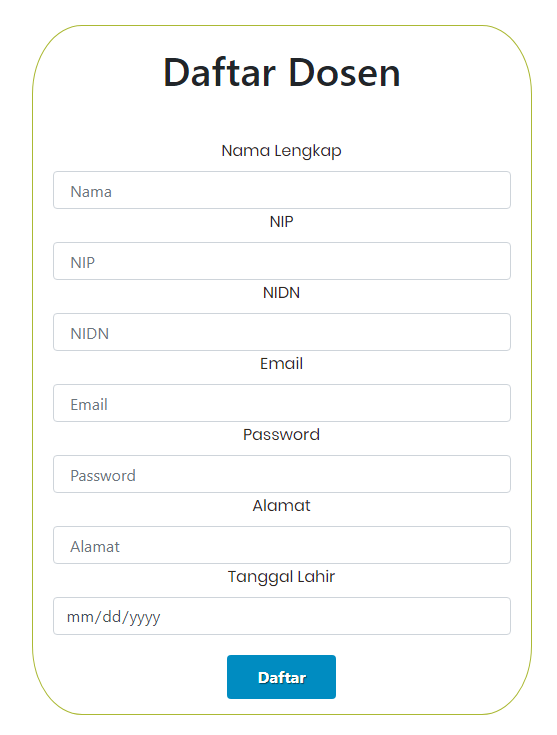 Daftar Dosen
Nama Lengkap
Nama
NIP
NIP
NIDN
NIDN
Email
Email
Password
Password
Alamat
Alamat
Tanggal Lahir
mm/dd/yyyy
Daftar